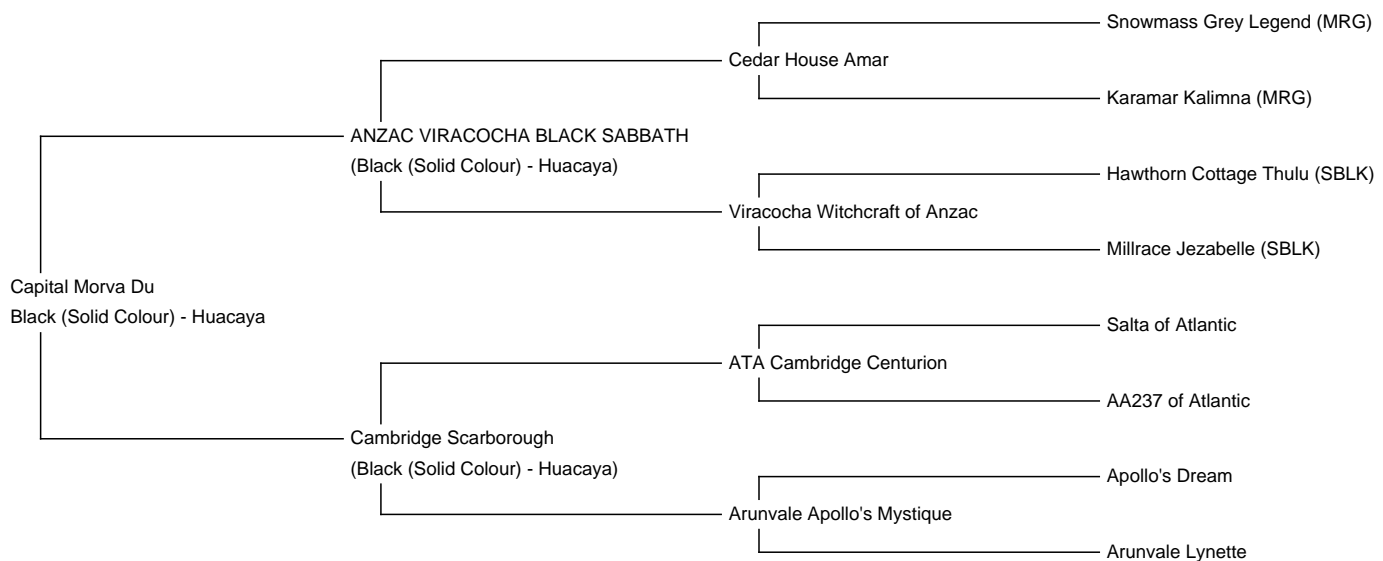 Snowmass Grey Legend (MRG)
Cedar House Amar
Karamar Kalimna (MRG)
ANZAC VIRACOCHA BLACK SABBATH
(Black (Solid Colour) - Huacaya)
Hawthorn Cottage Thulu (SBLK)
Viracocha Witchcraft of Anzac
Millrace Jezabelle (SBLK)
Capital Morva Du
Black (Solid Colour) - Huacaya
Salta of Atlantic
ATA Cambridge Centurion
AA237 of Atlantic
Cambridge Scarborough
(Black (Solid Colour) - Huacaya)
Apollo's Dream
Arunvale Apollo's Mystique
Arunvale Lynette